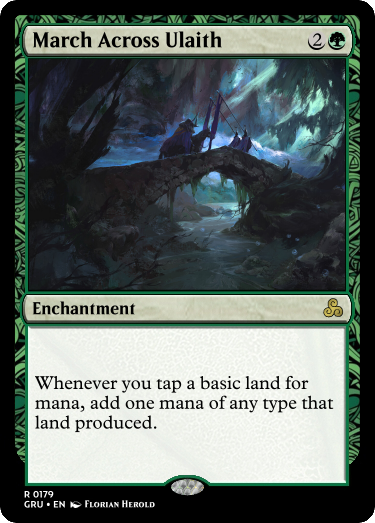 March Across Ulaith 2
Enchantment
Whenever you tap a basic land for
mana, add one mana of any type that
land produced.
R 0179
GRU • EN Florian Herold